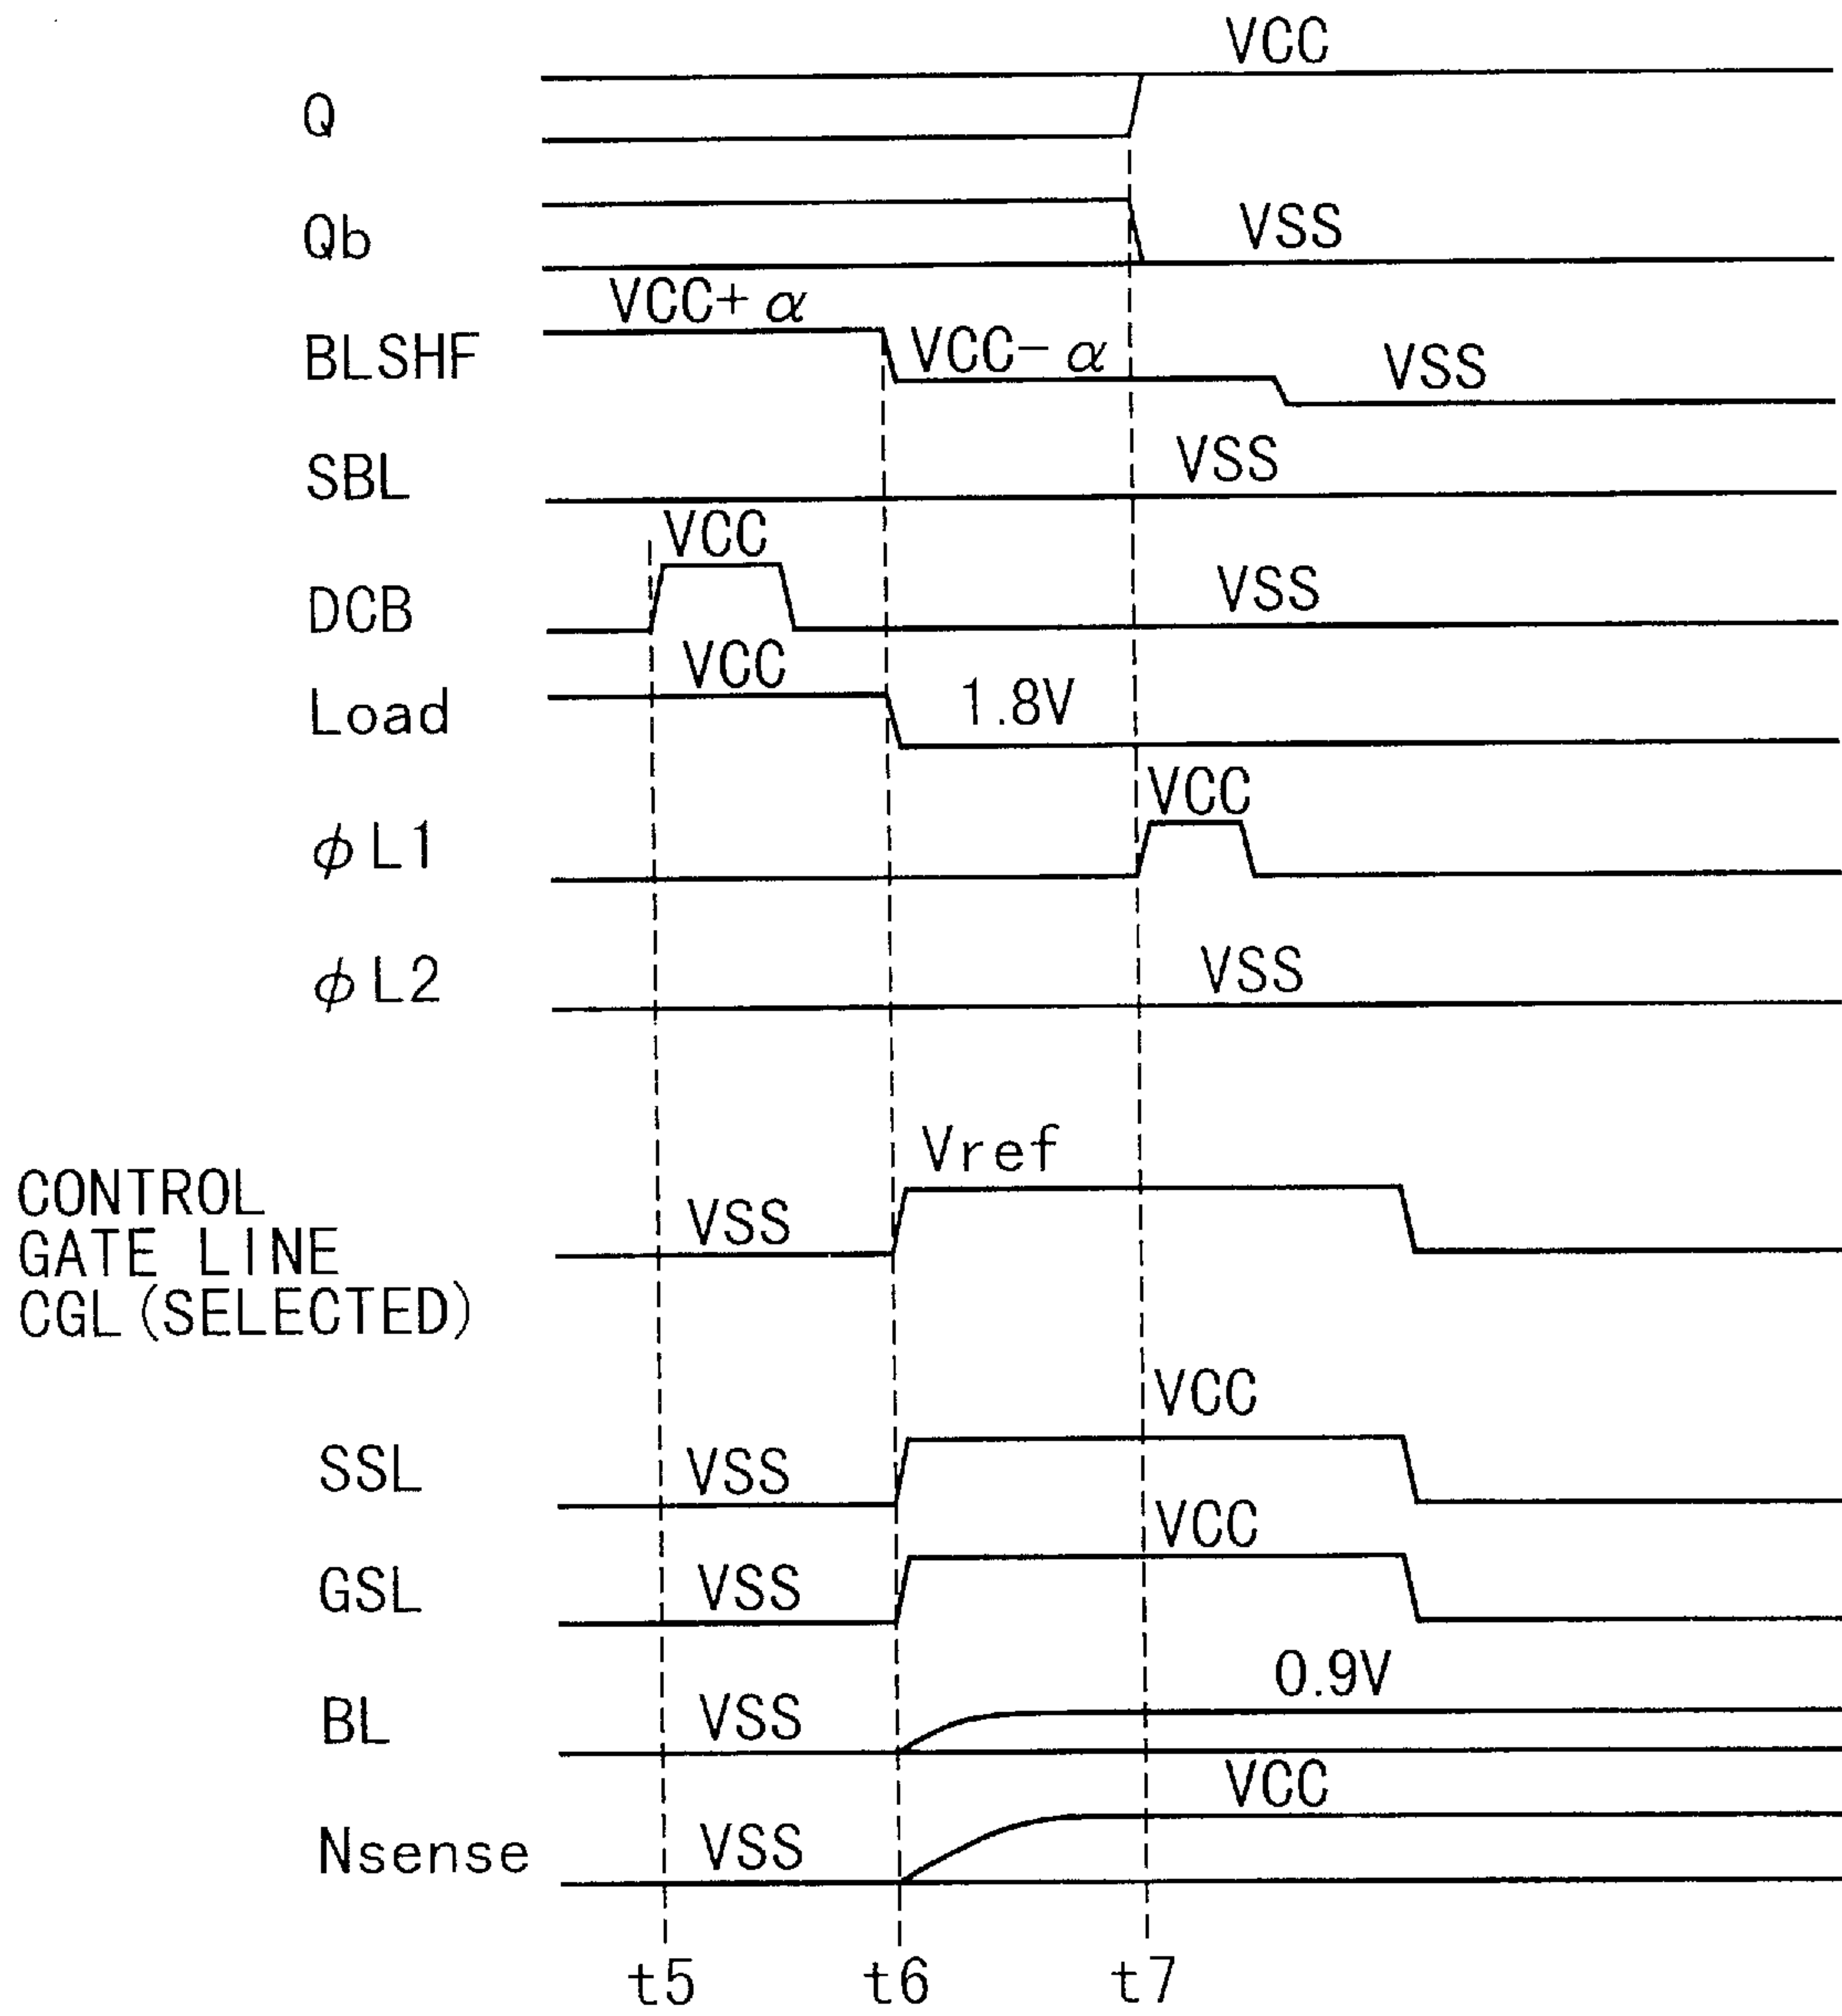 VCC
Q
Qb VSS
VCC+α
BLSHF VCC-α VSS
SBL VSS
VCC
DCB VSS
VCC
Load 1.8V
VCC
φL1
φL2 VSS
Vref
CONTROL
GATE LINE VSS
CGL(SELECTED)
VCC
SSL VSS
VCC
GSL VSS
0.9V
BL VSS
VCC
Nsense VSS
t5 t6 t7